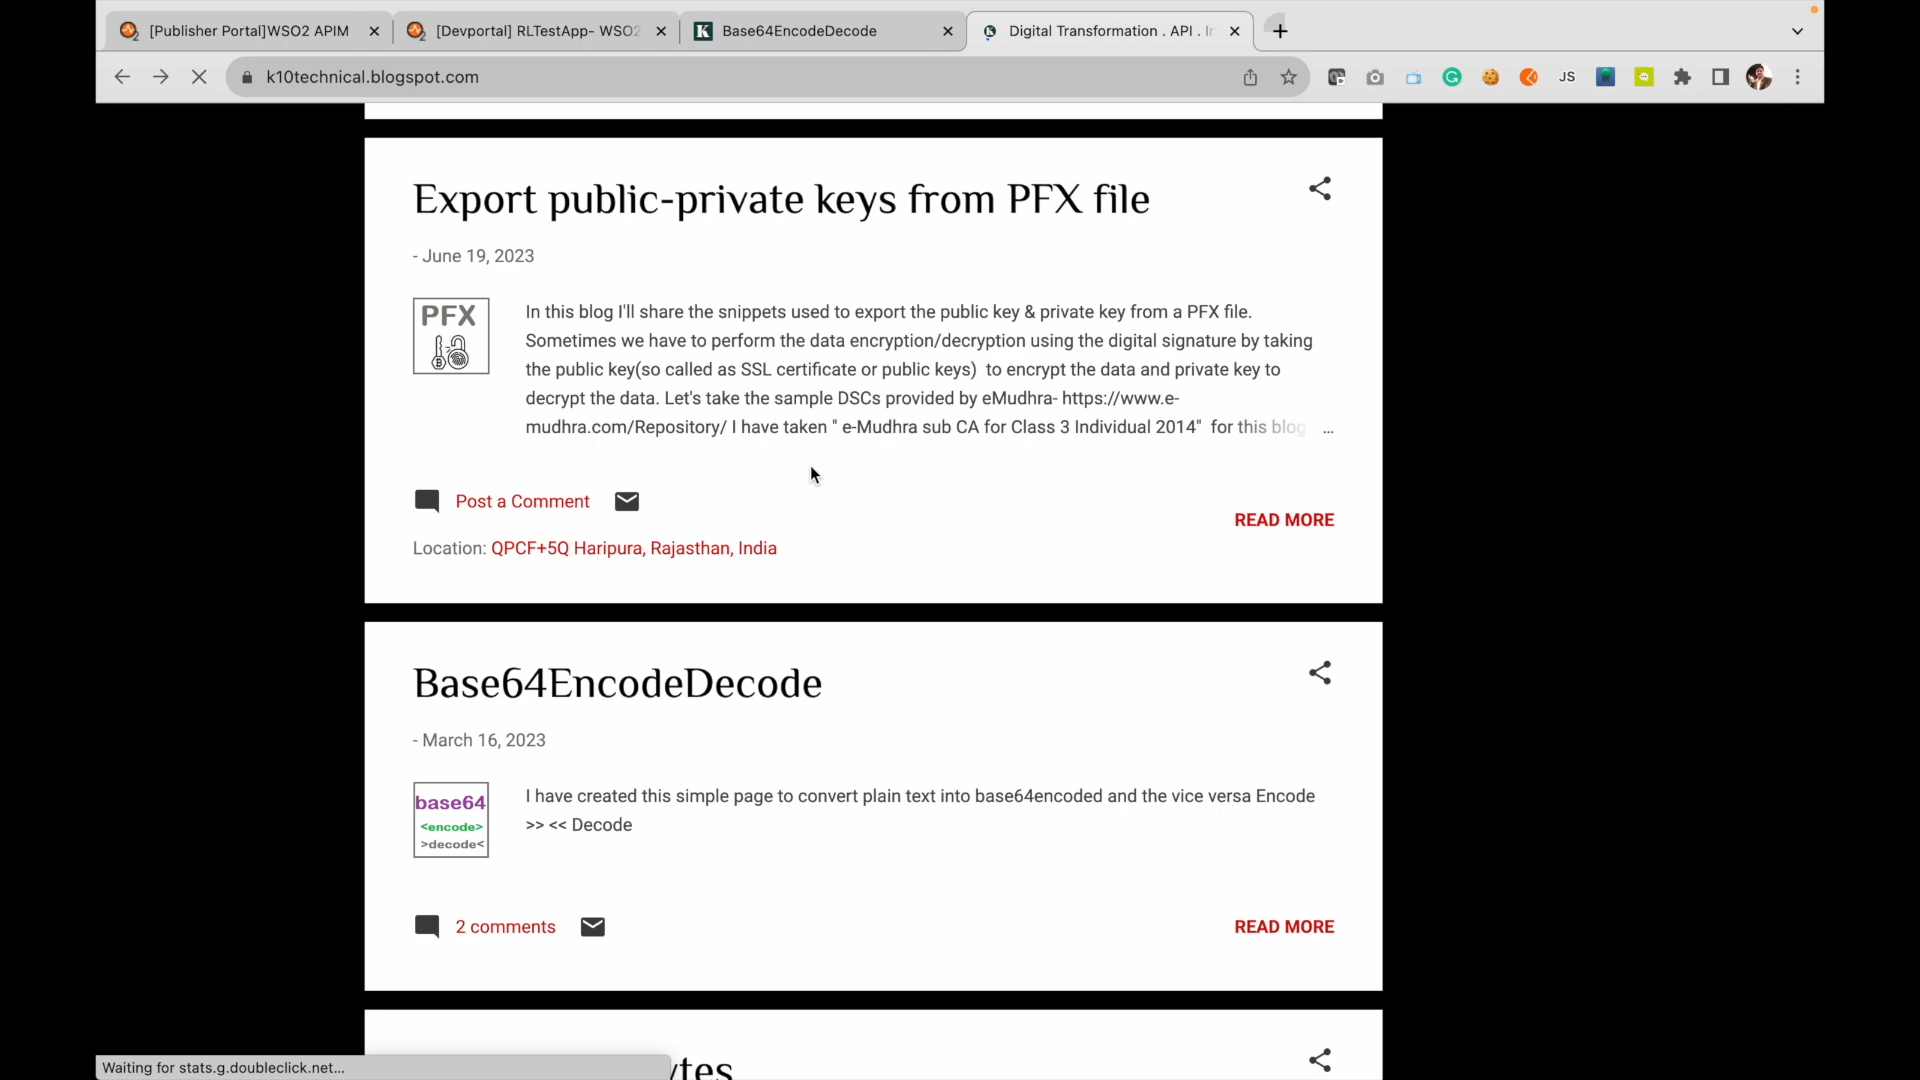 [Publisher Portal]WSO2 APIM
[Devportal] RLTestApp- WSO2
Base64EncodeDecode
Digital Transformation . API . In
k10technical.blogspot.com
JS
Export public-private keys from PFX file
- June 19, 2023
PFX
In this blog I'll share the snippets used to export the public key & private key from a PFX file.
Sometimes we have to perform the data encryption/decryption using the digital signature by taking
the public key(so called as SSL certificate or public keys) to encrypt the data and private key to
decrypt the data. Let's take the sample DSCs provided by eMudhra- https://www.e-
mudhra.com/Repository/ I have taken " e-Mudhra sub CA for Class 3 Individual 2014" for this blog ...
Post a Comment
READ MORE
Location: QPCF+5Q Haripura, Rajasthan, India
Base64EncodeDecode
- March 16, 2023
base64
<encode>
>decode<
I have created this simple page to convert plain text into base64encoded and the vice versa Encode
>> << Decode
2 comments
READ MORE
Waiting for stats.g.doubleclick.net...